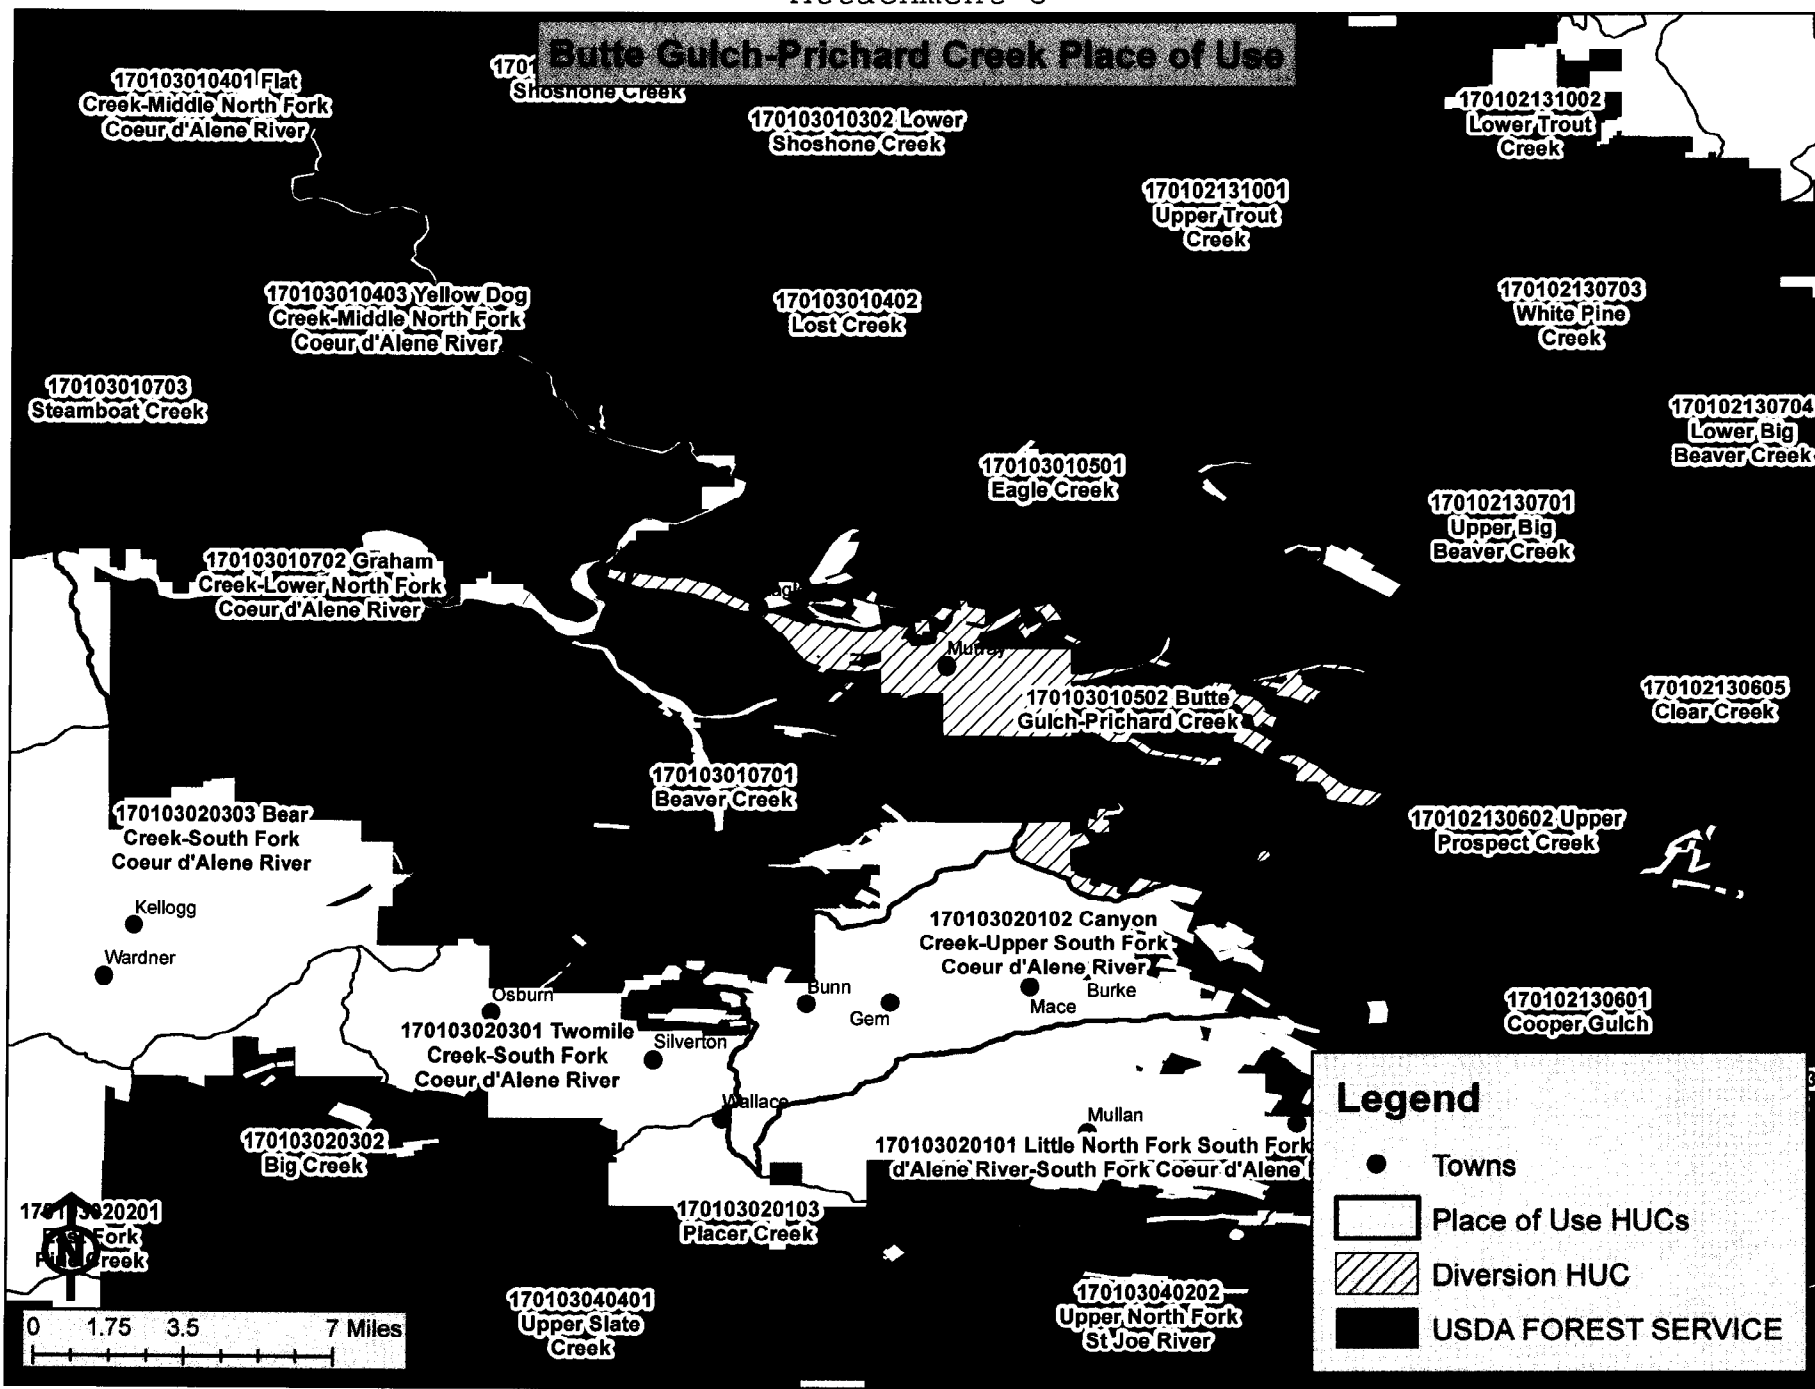 Butte Gulch-Prichard Creek Place of Use
170103010401 Flat
Creek-Middle North Fork
Coeur d'Alene River
Shoshone Creek
170103010302 Lower
Shoshone Creek
170102131002
Lower Trout
Creek
170102131001
Upper Trout
Creek
170103010403 Yellow Dog
Creek-Middle North Fork
Coeur d'Alene River
170103010402
Lost Creek
170102130703
White Pine
Creek
170103010703
Steamboat Creek
170102130704
Lower Big
Beaver Creek
170103010501
Eagle Creek
170102130701
Upper Big
Beaver Creek
170103010702 Graham
Creek-Lower North Fork
Coeur d'Alene River
Murray
170103010502 Butte
Gulch-Prichard Creek
170102130605
Clear Creek
170103010701
Beaver Creek
170103020303 Bear
Creek-South Fork
Coeur d'Alene River
170102130602 Upper
Prospect Creek
Kellogg
Wardner
170103020102 Canyon
Creek-Upper South Fork
Coeur d'Alene River
Osburn
Bunn
Gem
Mace
Burke
170102130601
Cooper Gulch
170103020301 Twomile
Creek-South Fork
Coeur d'Alene River
Silverton
Wallace
Mullan
170103020101 Little North Fork South Fork
d'Alene River-South Fork Coeur d'Alene
170103020302
Big Creek
170103020103
Placer Creek
Fork
Creek
N
170103040401
Upper Slate
Creek
170103040202
Upper North Fork
St Joe River
0 1.75 3.5 7 Miles
Legend
Towns
Place of Use HUCs
Diversion HUC
USDA FOREST SERVICE